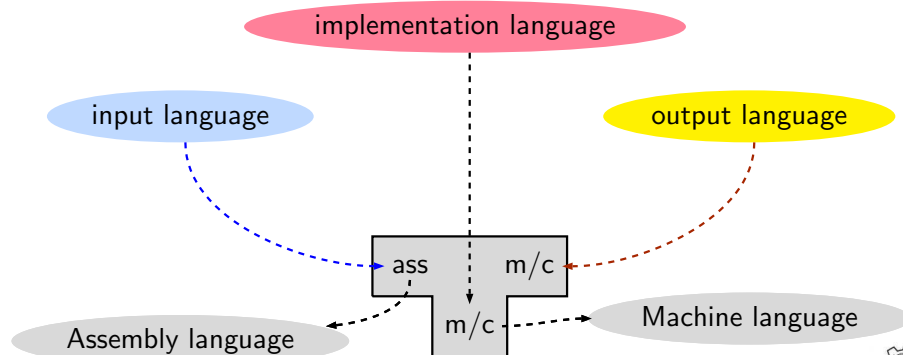 implementation language
input language
output language
ass m/c
m/c
Machine language
Assembly language